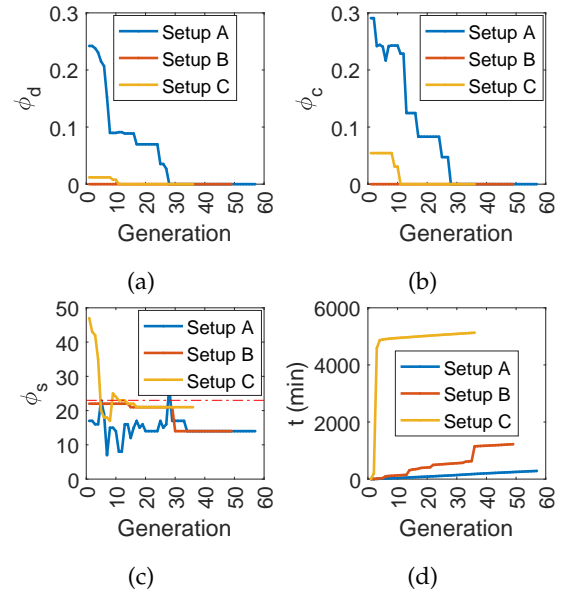 0.3
0.2
0.1
0
ϕd
Setup A
Setup B
Setup C
0 10 20 30 40 50 60
Generation
(a)
0.3
0.2
0.1
0
ϕc
Setup A
Setup B
Setup C
0 10 20 30 40 50 60
Generation
(b)
50
40
30
20
10
0
ϕs
Setup A
Setup B
Setup C
0 10 20 30 40 50 60
Generation
(c)
6000
4000
2000
0
t (min)
Setup A
Setup B
Setup C
0 10 20 30 40 50 60
Generation
(d)